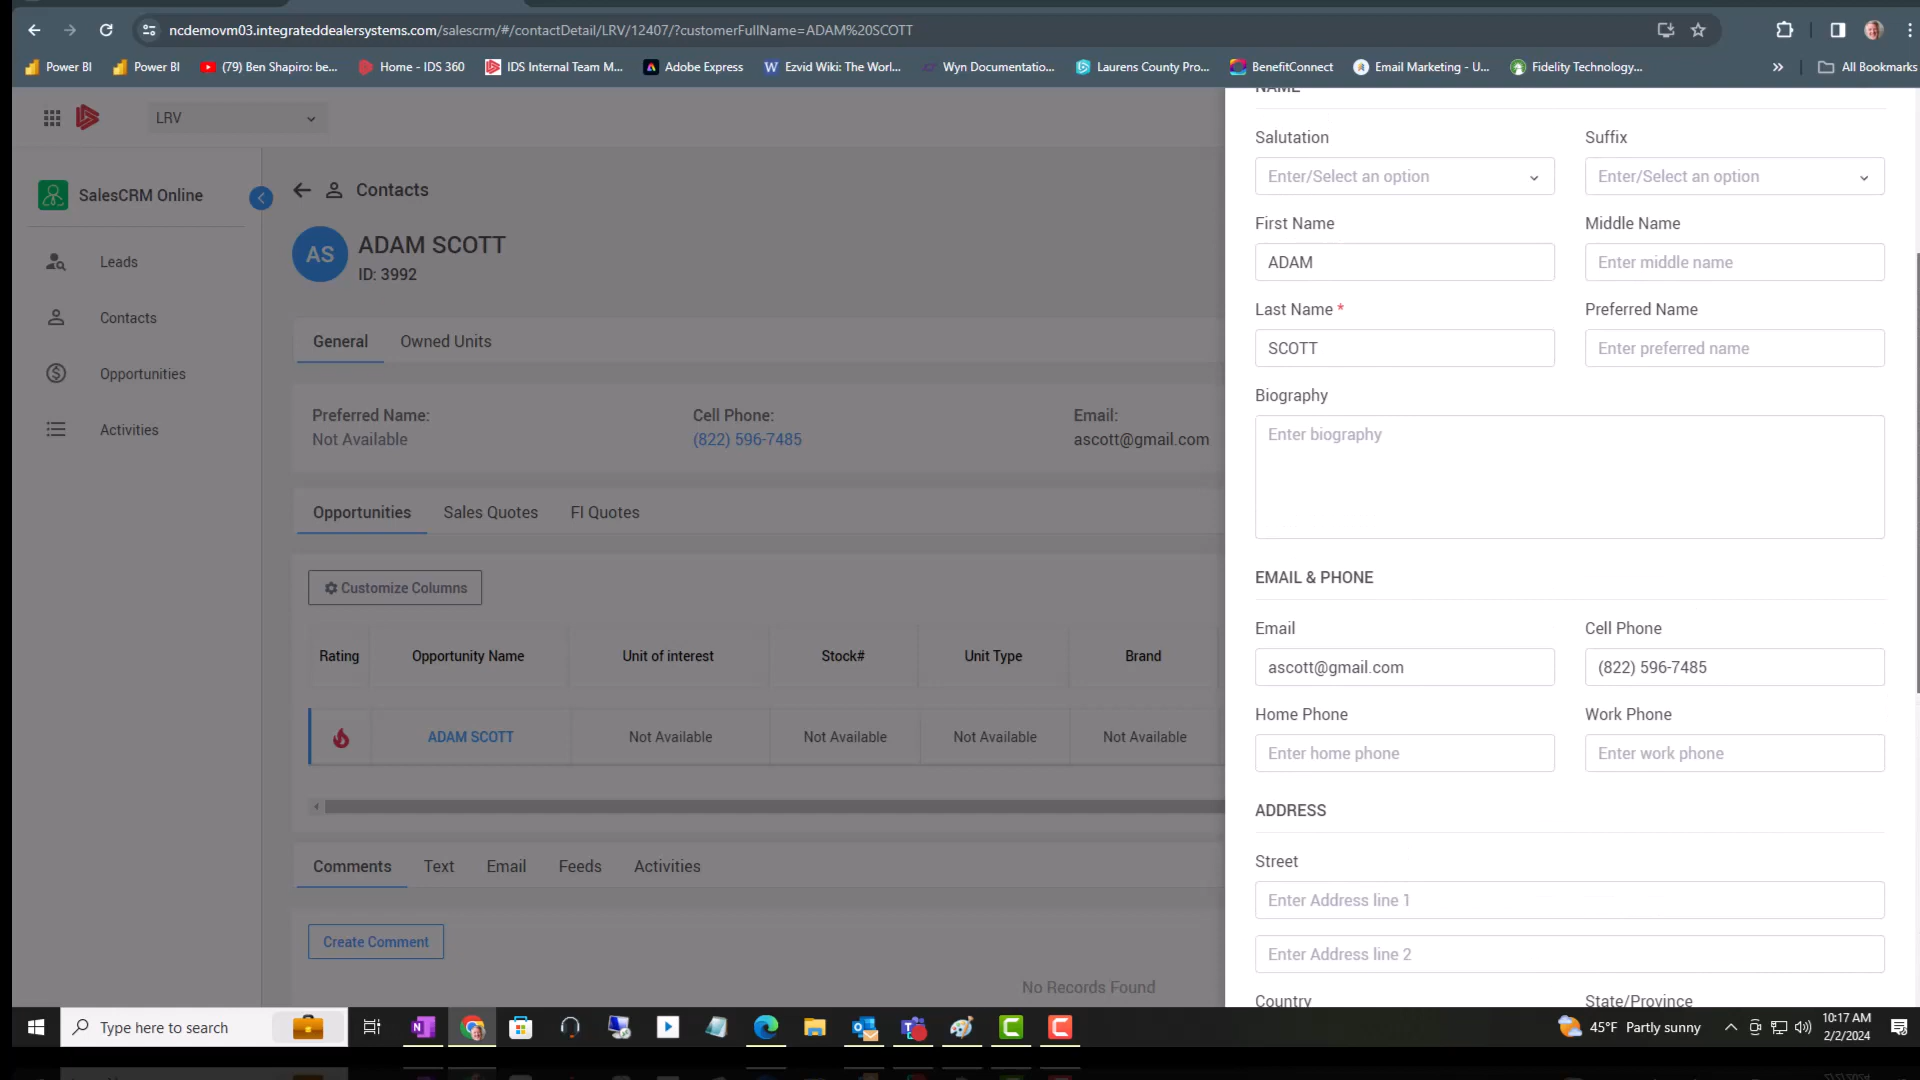 ncdemovm03.integrateddealersystems.com/salescrm/#/contactDetail/LRV/12407/?customerFullName=ADAM%20SCOTT
Power BI
Power BI
(79) Ben Shapiro: be...
Home - IDS 360
IDS Internal Team M...
Adobe Express
Ezvid Wiki: The Worl...
Wyn Documentatio...
Laurens County Pro...
BenefitConnect
Email Marketing - U...
Fidelity Technology...
»
All Bookmarks
LRV
SalesCRM Online
Leads
Contacts
Opportunities
Activities
Contacts
AS
ADAM SCOTT
ID: 3992
General
Owned Units
Preferred Name:
Not Available
Cell Phone:
(822) 596-7485
Email:
ascott@gmail.com
Opportunities
Sales Quotes
FI Quotes
Customize Columns
Rating
Opportunity Name
Unit of interest
Stock#
Unit Type
Brand
ADAM SCOTT
Not Available
Not Available
Not Available
Not Available
Comments
Text
Email
Feeds
Activities
Create Comment
No Records Found
NAME
Salutation
Suffix
Enter/Select an option
Enter/Select an option
First Name
Middle Name
ADAM
Enter middle name
Last Name *
Preferred Name
SCOTT
Enter preferred name
Biography
Enter biography
EMAIL & PHONE
Email
Cell Phone
ascott@gmail.com
(822) 596-7485
Home Phone
Work Phone
Enter home phone
Enter work phone
ADDRESS
Street
Enter Address line 1
Enter Address line 2
Country
State/Province
Type here to search
45°F Partly sunny
10:17 AM
2/2/2024